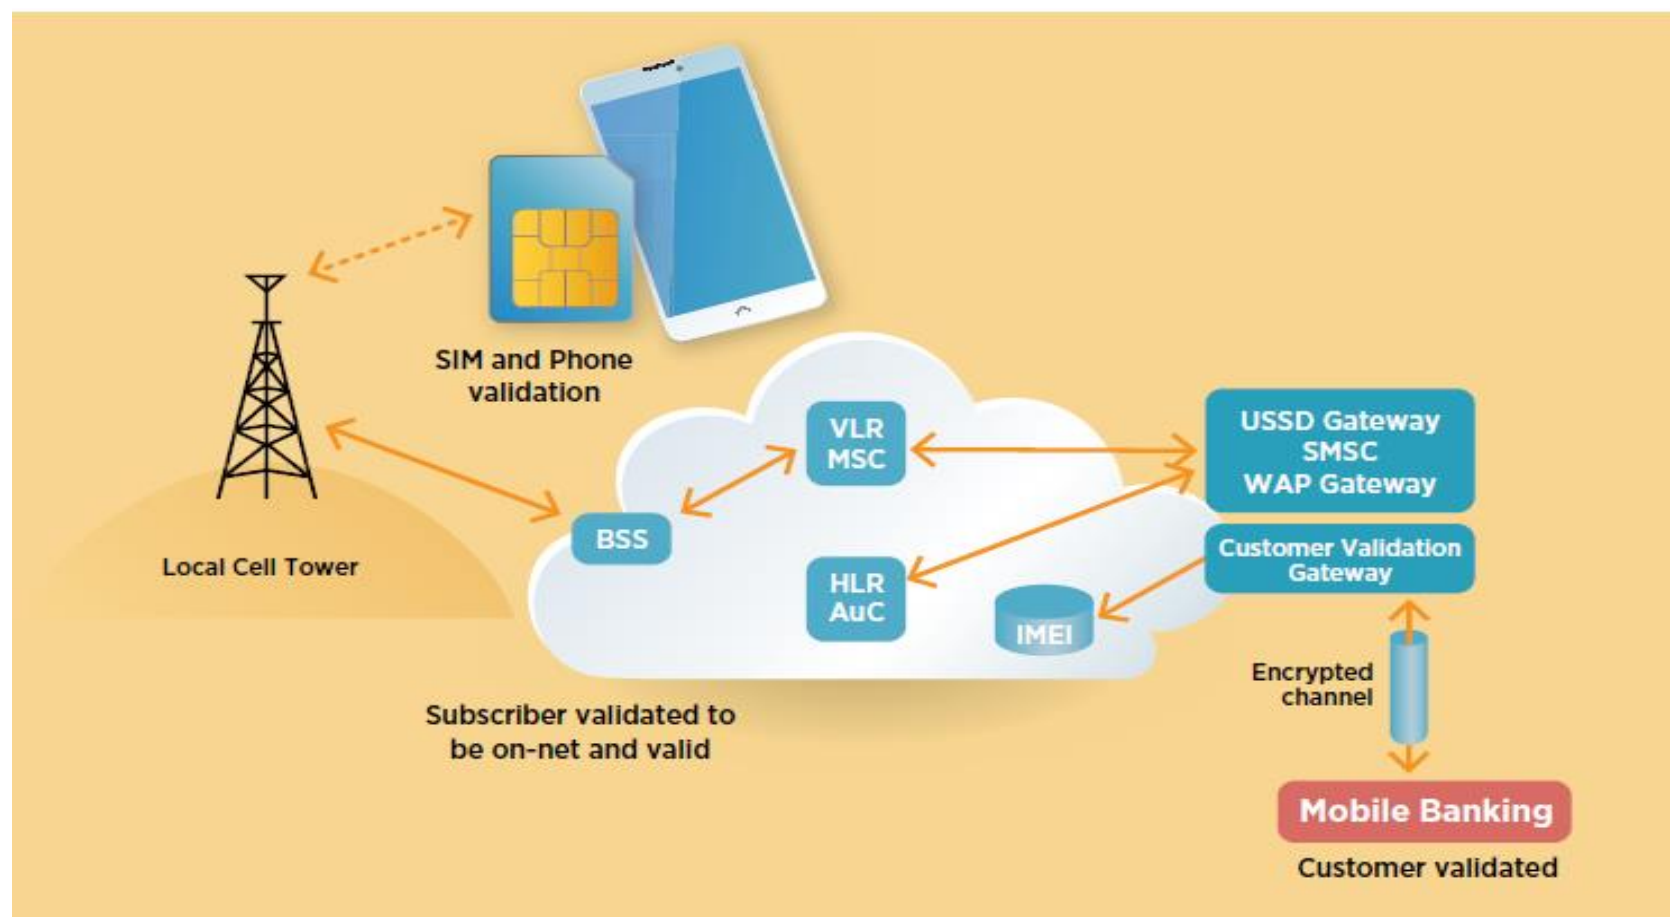 SIM and Phone
validation
Local Cell Tower
BSS
VLR
MSC
HLR
AuC
IMEI
USSD Gateway
SMSC
WAP Gateway
Customer Validation
Gateway
Encrypted
channel
Subscriber validated to
be on-net and valid
Mobile Banking
Customer validated